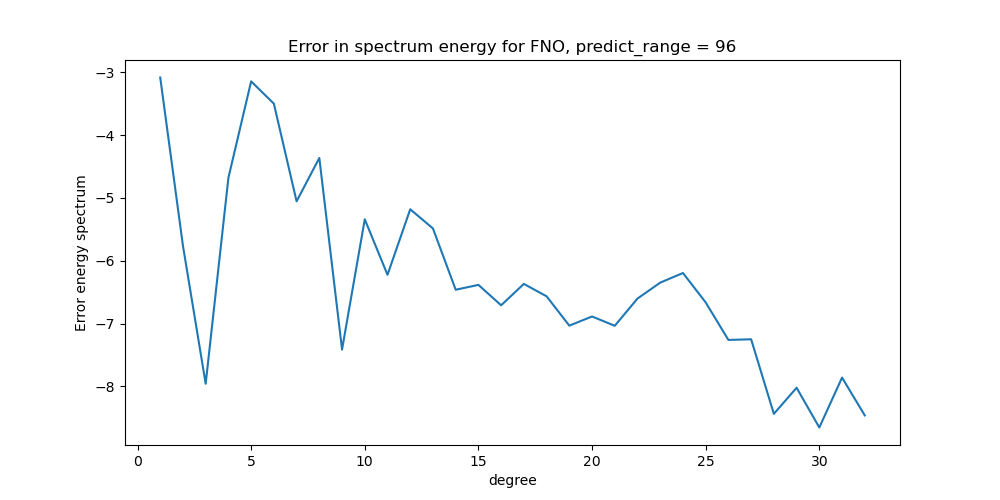 Error in spectrum energy for FNO, predict_range = 96
−3
−4
−5
−6
−7
−8
Error energy spectrum
0 5 10 15 20 25 30
degree